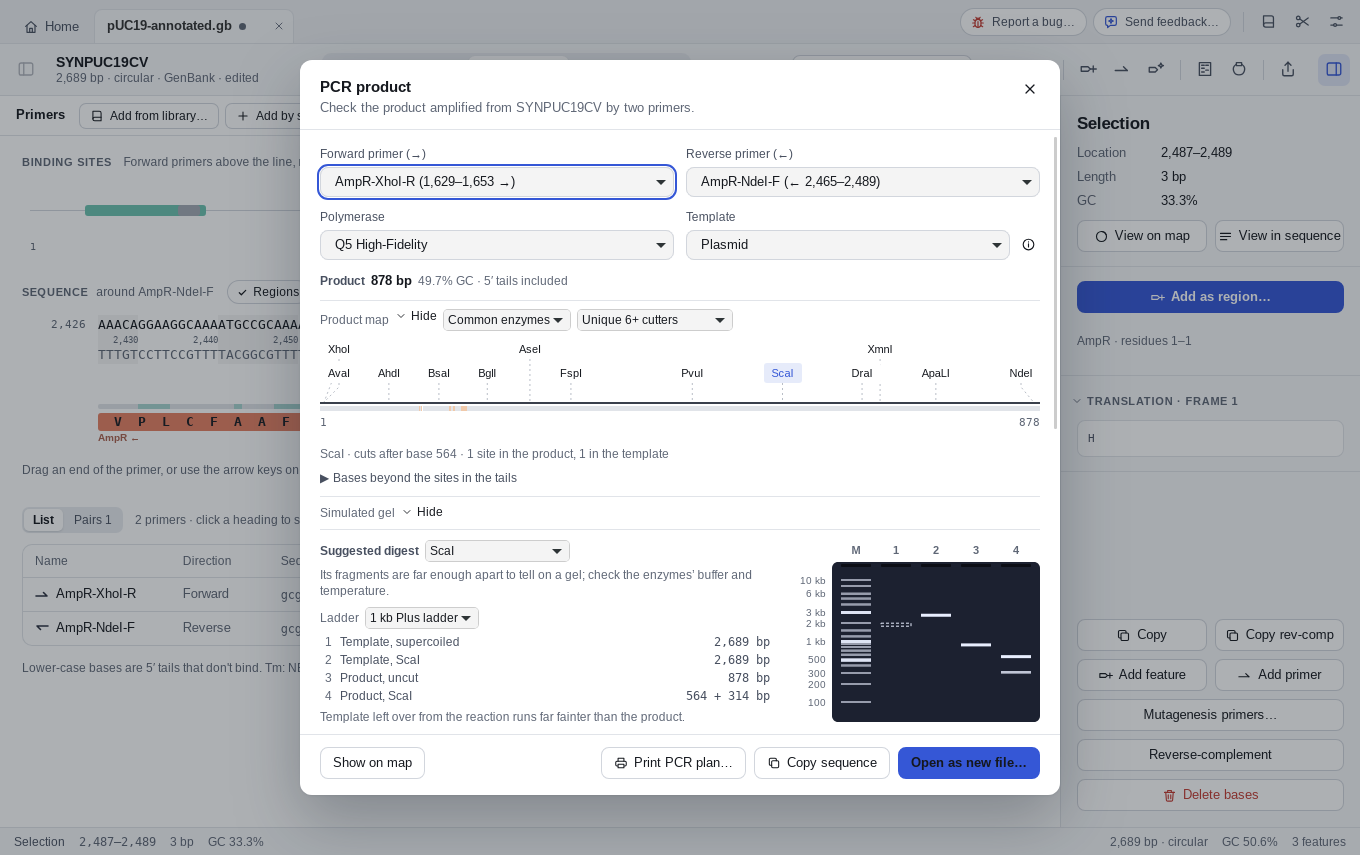 Home
pUC19-annotated.gb
Report a bug…
Send feedback…
SYNPUC19CV
2,689 bp · circular · GenBank · edited
Primers
Add from library…
Add by s
BINDING SITES Forward primers above the line,
1
SEQUENCE around AmpR-NdeI-F
Regions
2,426
AAACAGGAAGGCAAAATGCCGCAAA
2,430 2,440 2,450
TTTGTCCTTCCGTTTTACGGCGTTT
V P L C F A A F
AmpR ←
Drag an end of the primer, or use the arrow keys on
List
Pairs 1
2 primers · click a heading to s
Name Direction Sec
AmpR-XhoI-R Forward gcg
AmpR-NdeI-F Reverse gcg
Lower-case bases are 5′ tails that don't bind. Tm: NE
PCR product
Check the product amplified from SYNPUC19CV by two primers.
Forward primer (→)
Reverse primer (←)
AmpR-XhoI-R (1,629–1,653 →)
AmpR-NdeI-F (← 2,465–2,489)
Polymerase
Template
Q5 High-Fidelity
Plasmid
Product 878 bp 49.7% GC · 5′ tails included
Product map
Hide
Common enzymes
Unique 6+ cutters
XhoI AseI XmnI
AvaI AhdI BsaI BglI FspI PvuI ScaI DraI ApaLI NdeI
1 878
ScaI · cuts after base 564 · 1 site in the product, 1 in the template
▶ Bases beyond the sites in the tails
Simulated gel
Hide
Suggested digest
ScaI
Its fragments are far enough apart to tell on a gel; check the enzymes’ buffer and
temperature.
Ladder
1 kb Plus ladder
1 Template, supercoiled 2,689 bp
2 Template, ScaI 2,689 bp
3 Product, uncut 878 bp
4 Product, ScaI 564 + 314 bp
Template left over from the reaction runs far fainter than the product.
M 1 2 3 4
10 kb
6 kb
3 kb
2 kb
1 kb
500
300
200
100
Show on map
Print PCR plan…
Copy sequence
Open as new file…
Selection
Location 2,487–2,489
Length 3 bp
GC 33.3%
View on map
View in sequence
Add as region…
AmpR · residues 1–1
TRANSLATION · FRAME 1
H
Copy
Copy rev-comp
Add feature
Add primer
Mutagenesis primers…
Reverse-complement
Delete bases
Selection 2,487–2,489 3 bp GC 33.3%
2,689 bp · circular GC 50.6% 3 features